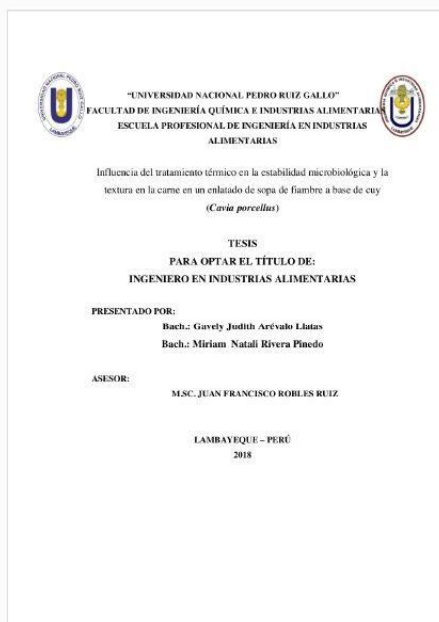 “UNIVERSIDAD NACIONAL PEDRO RUIZ GALLO”
FACULTAD DE INGENIERÍA QUÍMICA E INDUSTRIAS ALIMENTARIAS
ESCUELA PROFESIONAL DE INGENIERÍA EN INDUSTRIAS
ALIMENTARIAS
Influencia del tratamiento térmico en la estabilidad microbiológica y la
textura en la carne en un enlatado de sopa de fiambre a base de cuy
(Cavia porcellus)
TESIS
PARA OPTAR EL TÍTULO DE:
INGENIERO EN INDUSTRIAS ALIMENTARIAS
PRESENTADO POR:
Bach.: Gavely Judith Arévalo Llatas
Bach.: Miriam Natali Rivera Pinedo
ASESOR:
M.SC. JUAN FRANCISCO ROBLES RUIZ
LAMBAYEQUE – PERÚ
2018